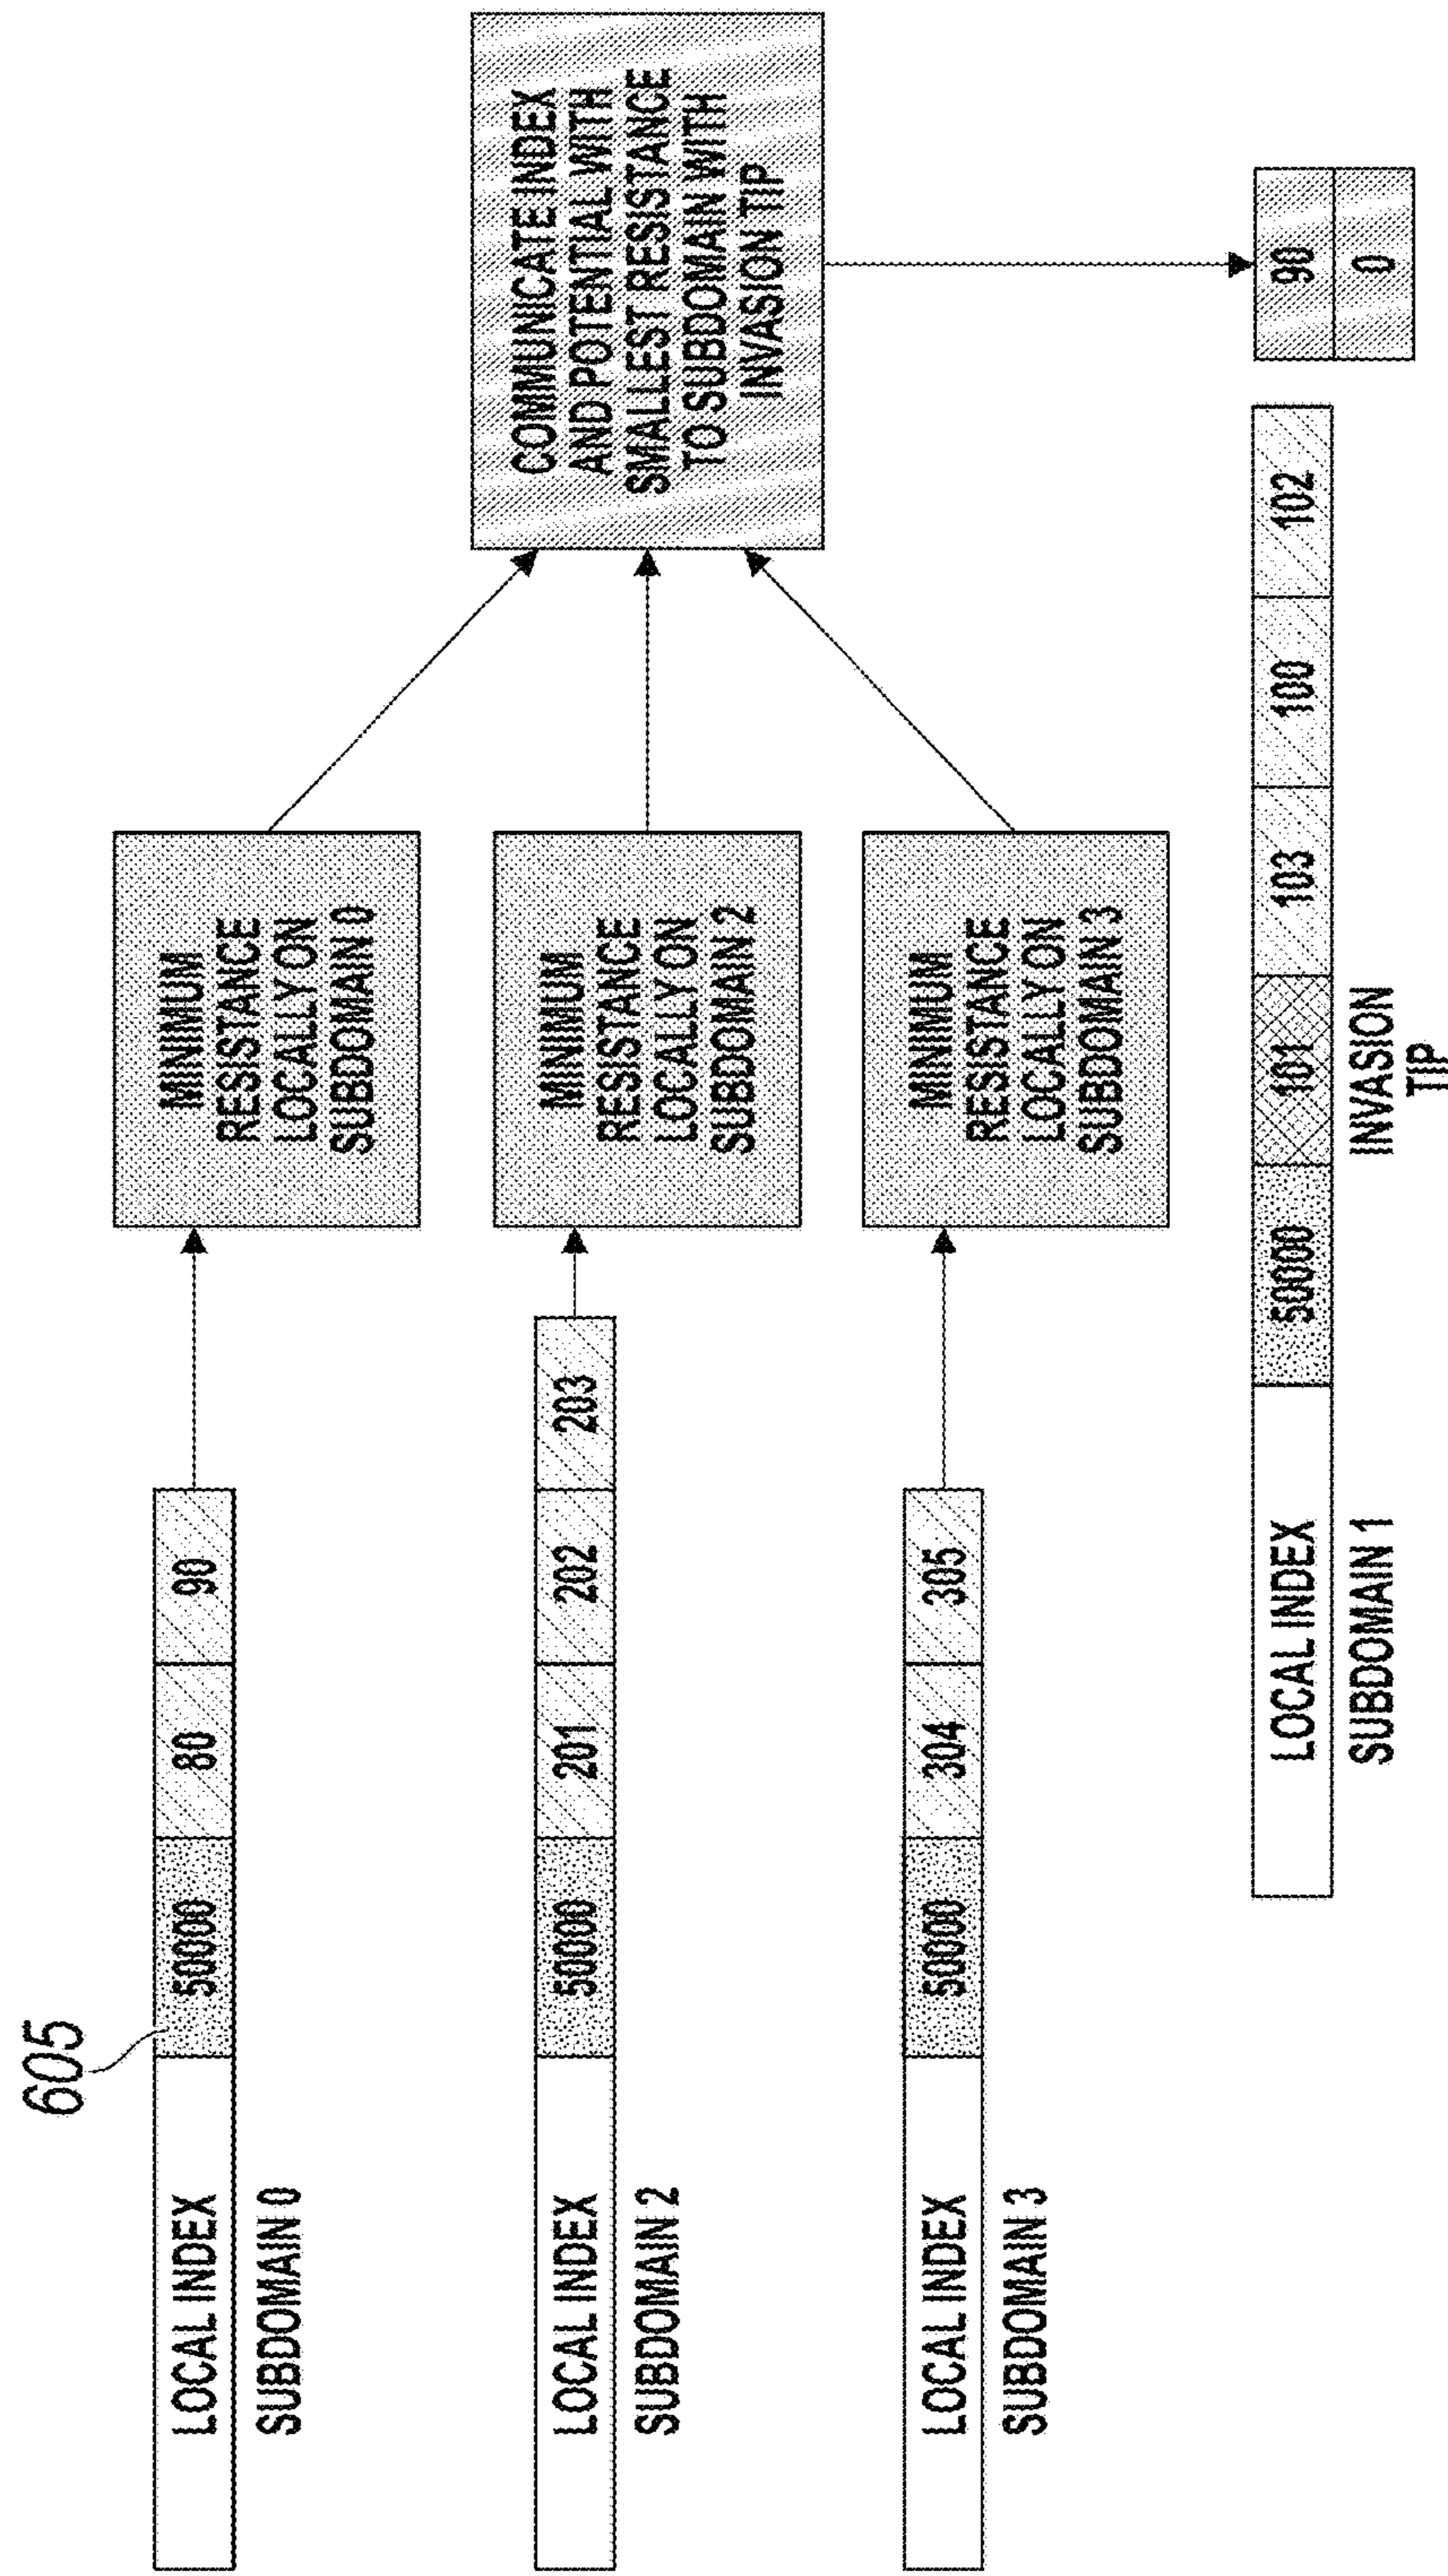 605
LOCAL INDEX 50000 80 90
SUBDOMAIN 0
MINIMUM
RESISTANCE
LOCALLY ON
SUBDOMAIN 0
LOCAL INDEX 50000 201 202 203
SUBDOMAIN 2
MINIMUM
RESISTANCE
LOCALLY ON
SUBDOMAIN 2
LOCAL INDEX 50000 304 305
SUBDOMAIN 3
MINIMUM
RESISTANCE
LOCALLY ON
SUBDOMAIN 3
COMMUNICATE INDEX
AND POTENTIAL WITH
SMALLEST RESISTANCE
TO SUBDOMAIN WITH
INVASION TIP
LOCAL INDEX 50000 101 103 100 102
SUBDOMAIN 1
INVASION
TIP
90
0